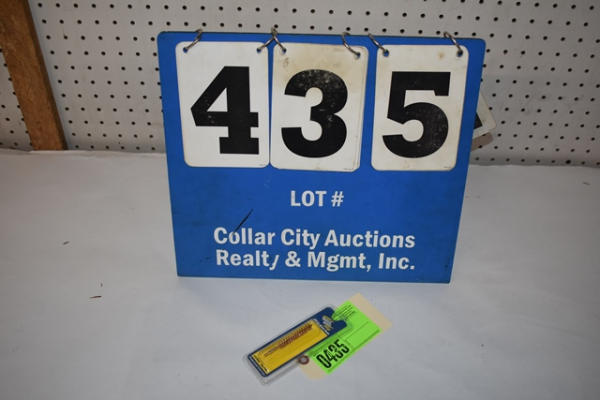 435
LOT #
Collar City Auctions
Realty & Mgmt, Inc.
0435